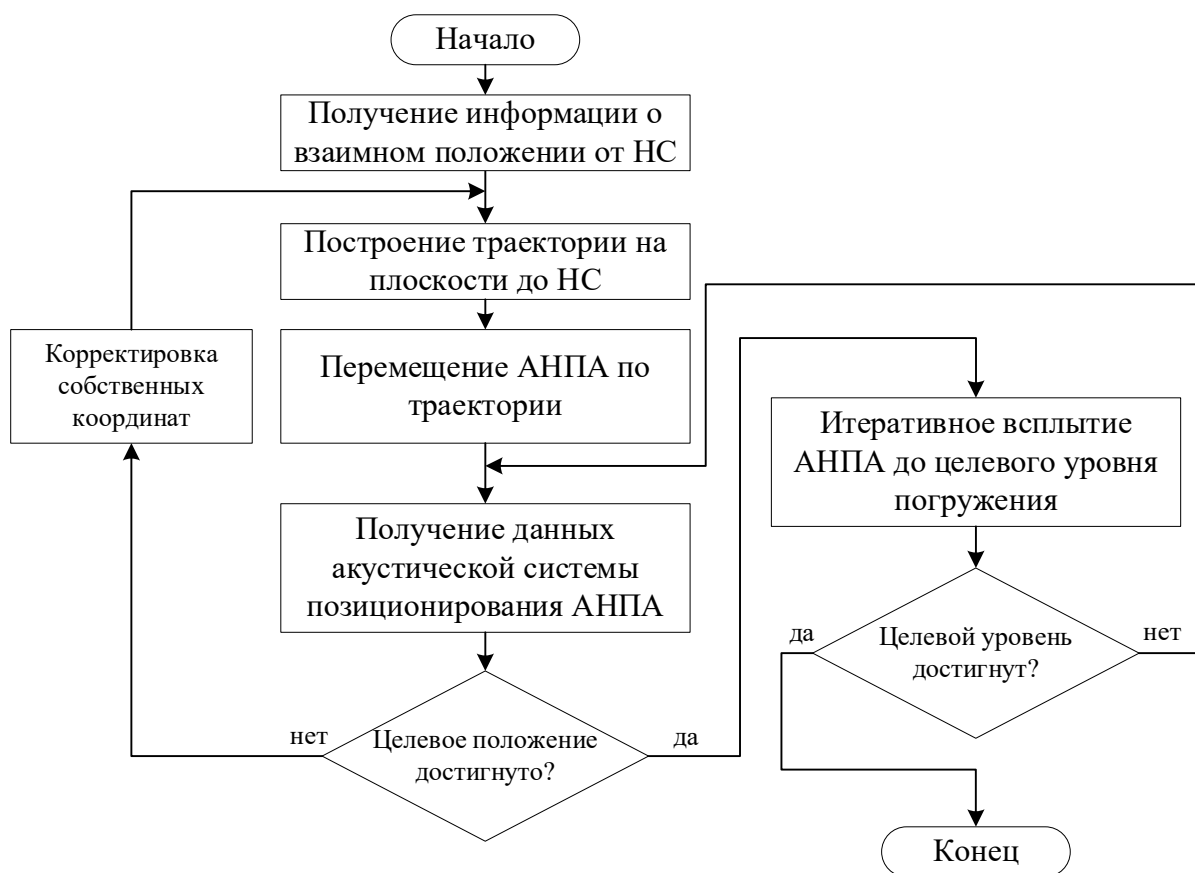 Начало
Получение информации о
взаимном положении от НС
Построение траектории на
плоскости до НС
Корректировка
собственных
координат
Перемещение АНПА по
траектории
Итеративное всплытие
АНПА до целевого уровня
погружения
Получение данных
акустической системы
позиционирования АНПА
да
Целевой уровень
достигнут?
нет
нет
Целевое положение
достигнуто?
да
Конец